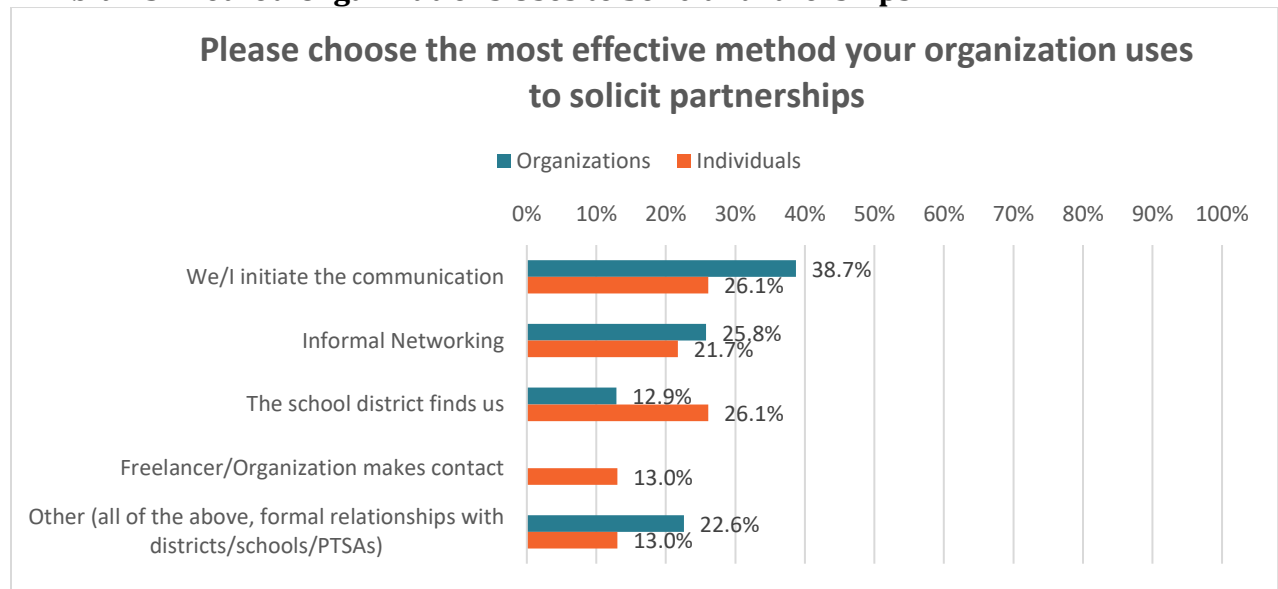 Please choose the most effective method your organization uses
to solicit partnerships
Organizations Individuals
0% 10% 20% 30% 40% 50% 60% 70% 80% 90% 100%
We/I initiate the communication
38.7%
26.1%
Informal Networking
25.8%
21.7%
The school district finds us
12.9%
26.1%
Freelancer/Organization makes contact
13.0%
Other (all of the above, formal relationships with
districts/schools/PTSAs)
22.6%
13.0%